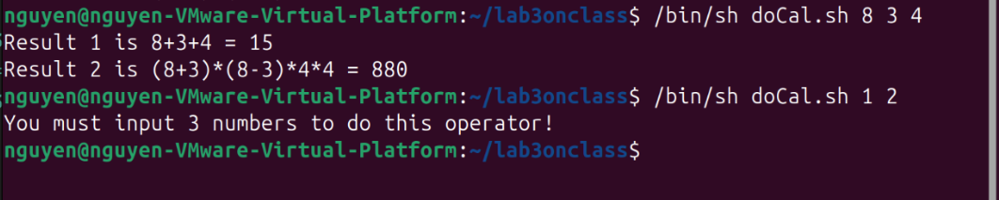 nguyen@nguyen-VMware-Virtual-Platform:~/lab3onclass$ /bin/sh doCal.sh 8 3 4
Result 1 is 8+3+4 = 15
Result 2 is (8+3)*(8-3)*4*4 = 880
nguyen@nguyen-VMware-Virtual-Platform:~/lab3onclass$ /bin/sh doCal.sh 1 2
You must input 3 numbers to do this operator!
nguyen@nguyen-VMware-Virtual-Platform:~/lab3onclass$